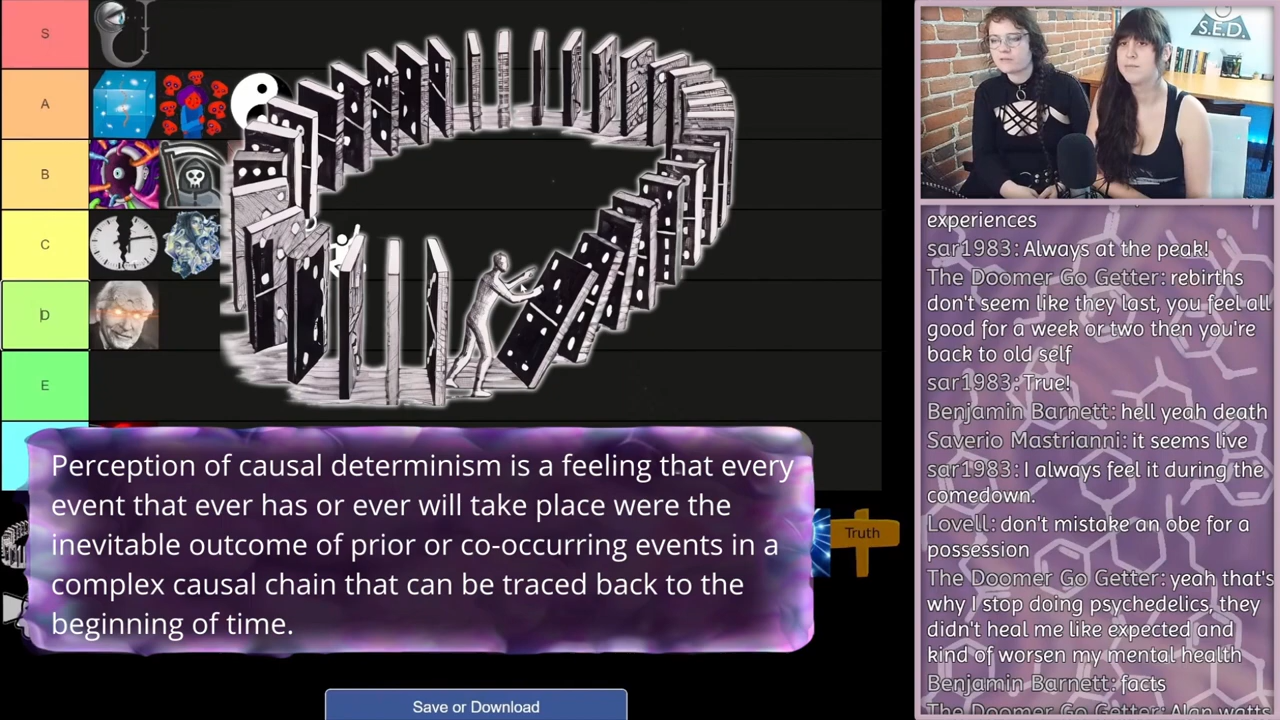 S
A
B
C
D
E
Perception of causal determinism is a feeling that every
event that ever has or ever will take place were the
inevitable outcome of prior or co-occurring events in a
complex causal chain that can be traced back to the
beginning of time.
Truth
Save or Download
S.E.D.
experiences
sar1983: Always at the peak!
The Doomer Go Getter: rebirths
don't seem like they last, you feel all
good for a week or two then you're
back to old self
sar1983: True!
Benjamin Barnett: hell yeah death
Saverio Mastrianni: it seems live
sar1983: I always feel it during the
comedown.
Lovell: don't mistake an obe for a
possession
The Doomer Go Getter: yeah that's
why I stop doing psychedelics, they
didn't heal me like expected and
kind of worsen my mental health
Benjamin Barnett: facts
The Doomer Go Getter: Alan watts